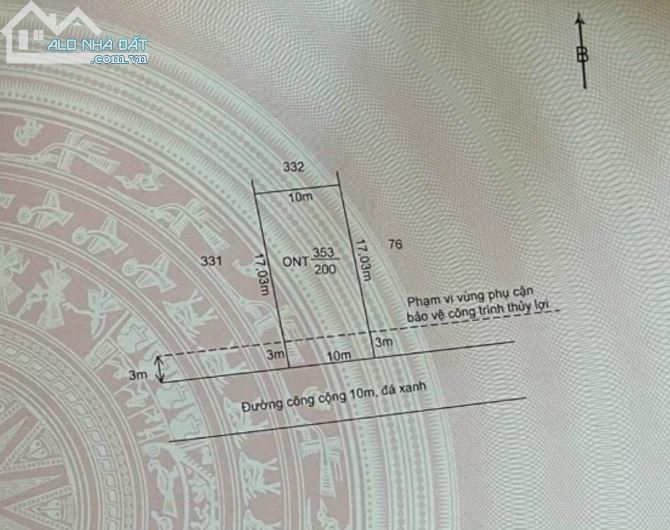 ALO NHÀ ĐẤT
.com.vn
B
332
10m
331
17,03m
ONT 353
200
17,03m
76
Phạm vi vùng phụ cận
bảo vệ công trình thủy lợi
3m
3m
10m
3m
Đường công cộng 10m, đá xanh